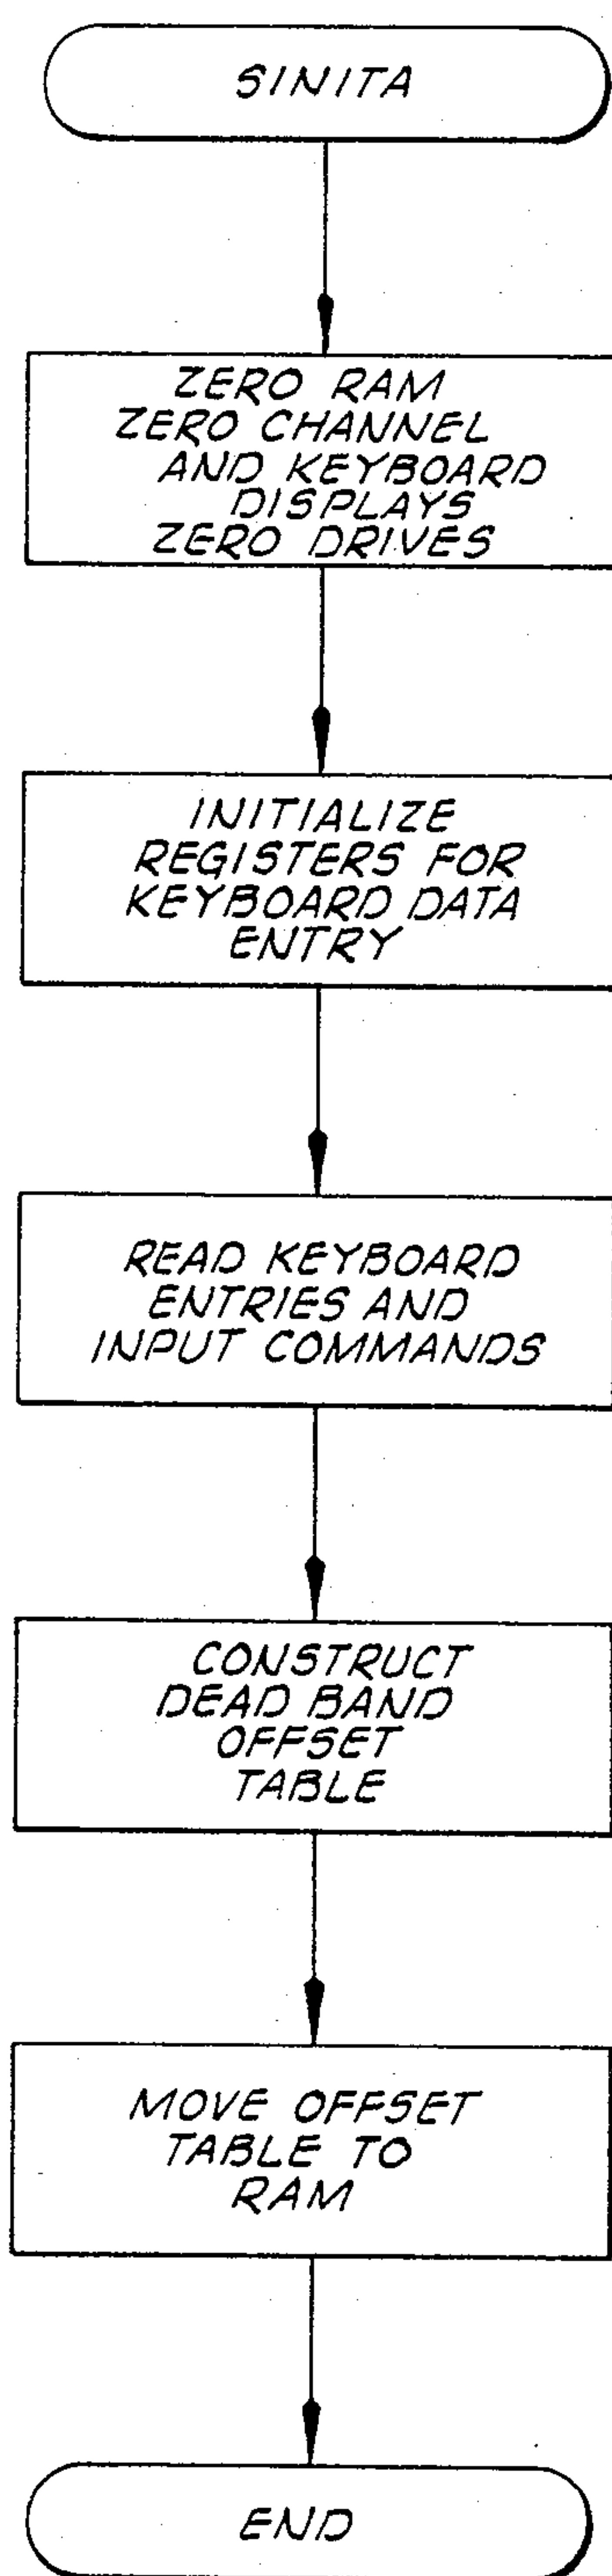 SINITA
ZERO RAM
ZERO CHANNEL
AND KEYBOARD
DISPLAYS
ZERO DRIVES
INITIALIZE
REGISTERS FOR
KEYBOARD DATA
ENTRY
READ KEYBOARD
ENTRIES AND
INPUT COMMANDS
CONSTRUCT
DEAD BAND
OFFSET
TABLE
MOVE OFFSET
TABLE TO
RAM
END